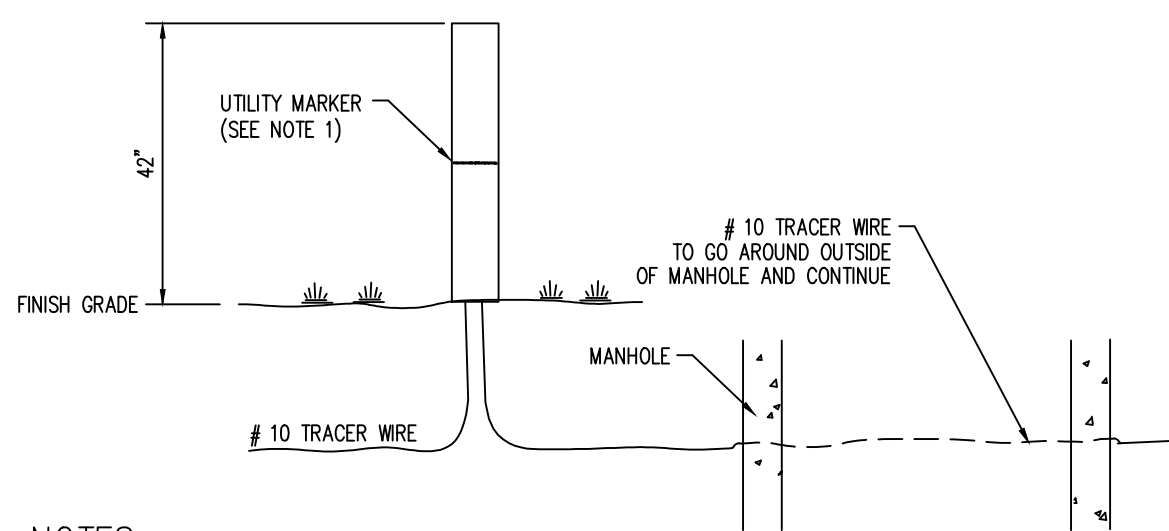 UTILITY MARKER
(SEE NOTE 1)
42"
# 10 TRACER WIRE
TO GO AROUND OUTSIDE
OF MANHOLE AND CONTINUE
FINISH GRADE
MANHOLE
# 10 TRACER WIRE
NOTES